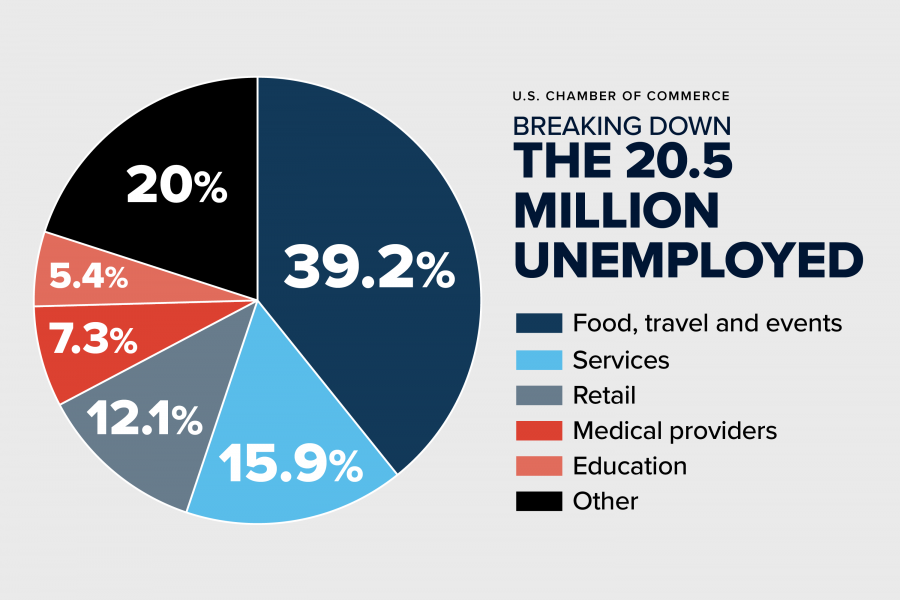 U.S. CHAMBER OF COMMERCE
BREAKING DOWN
THE 20.5
MILLION
UNEMPLOYED
Food, travel and events
Services
Retail
Medical providers
Education
Other
20%
39.2%
5.4%
7.3%
12.1%
15.9%